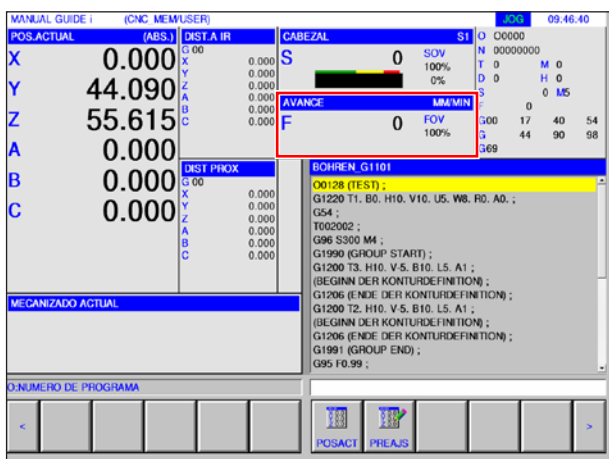 MANUAL GUIDE i (CNC_MEM/USER) JOG 09:46:40
POS.ACTUAL (ABS.)
X 0.000
Y 44.090
Z 55.615
A 0.000
B 0.000
C 0.000
DIST.A IR
G 00
X 0.000
Y 0.000
Z 0.000
A 0.000
B 0.000
C 0.000
DIST PROX
G 00
X 0.000
Y 0.000
Z 0.000
A 0.000
B 0.000
C 0.000
CABEZAL S1
S 0 SOV
100%
0%
AVANCE MM/MIN
F 0 FOV
100%
O O0000
N 00000000
T 0 M 0
D 0 H 0
S 0 M5
F 0
G00 17 40 54
G 44 90 98
G69
MECANIZADO ACTUAL
BOHREN_G1101
O0128 (TEST) ;
G1220 T1. B0. H10. V10. U5. W8. R0. A0. ;
G54 ;
T002002 ;
G96 S300 M4 ;
G1990 (GROUP START) ;
G1200 T3. H10. V-5. B10. L5. A1 ;
(BEGINN DER KONTURDEFINITION) ;
G1206 (ENDE DER KONTURDEFINITION) ;
G1200 T2. H10. V-5. B10. L5. A1 ;
(BEGINN DER KONTURDEFINITION) ;
G1206 (ENDE DER KONTURDEFINITION) ;
G1991 (GROUP END) ;
G95 F0.99 ;
O:NUMERO DE PROGRAMA
< POSACT PREAJS >